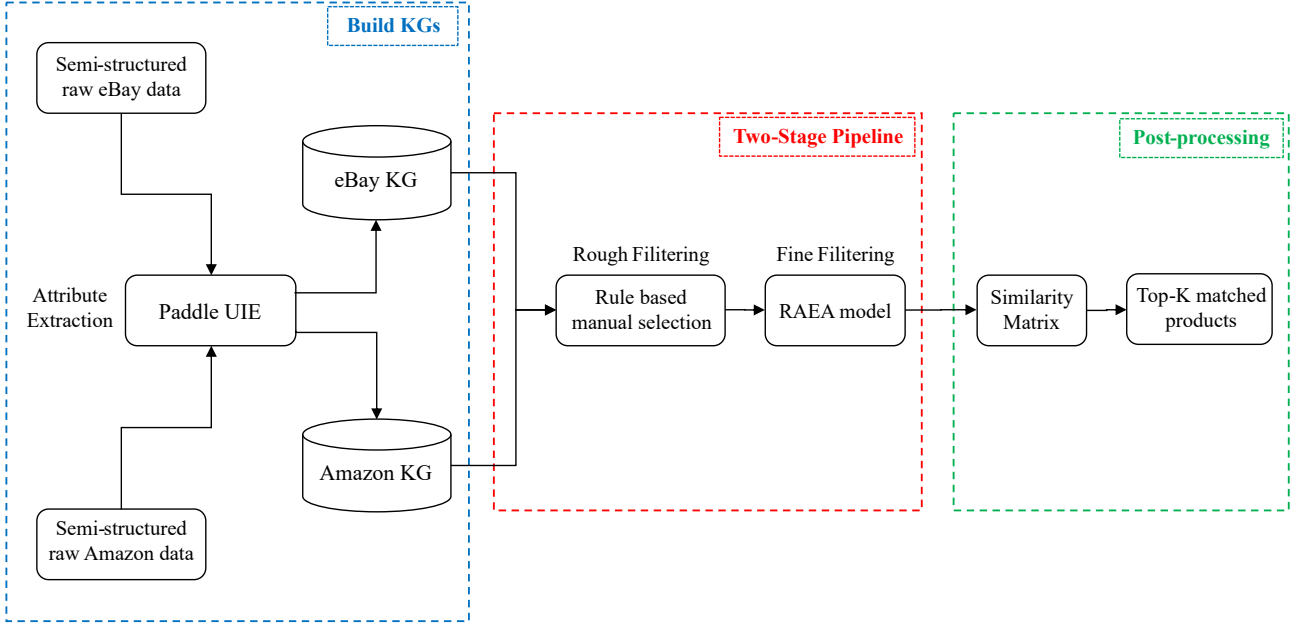 Build KGs
Semi-structured
raw eBay data
eBay KG
Attribute
Extraction
Paddle UIE
Amazon KG
Semi-structured
raw Amazon data
Two-Stage Pipeline
Rough Filitering
Rule based
manual selection
Fine Filitering
RAEA model
Post-processing
Similarity
Matrix
Top-K matched
products